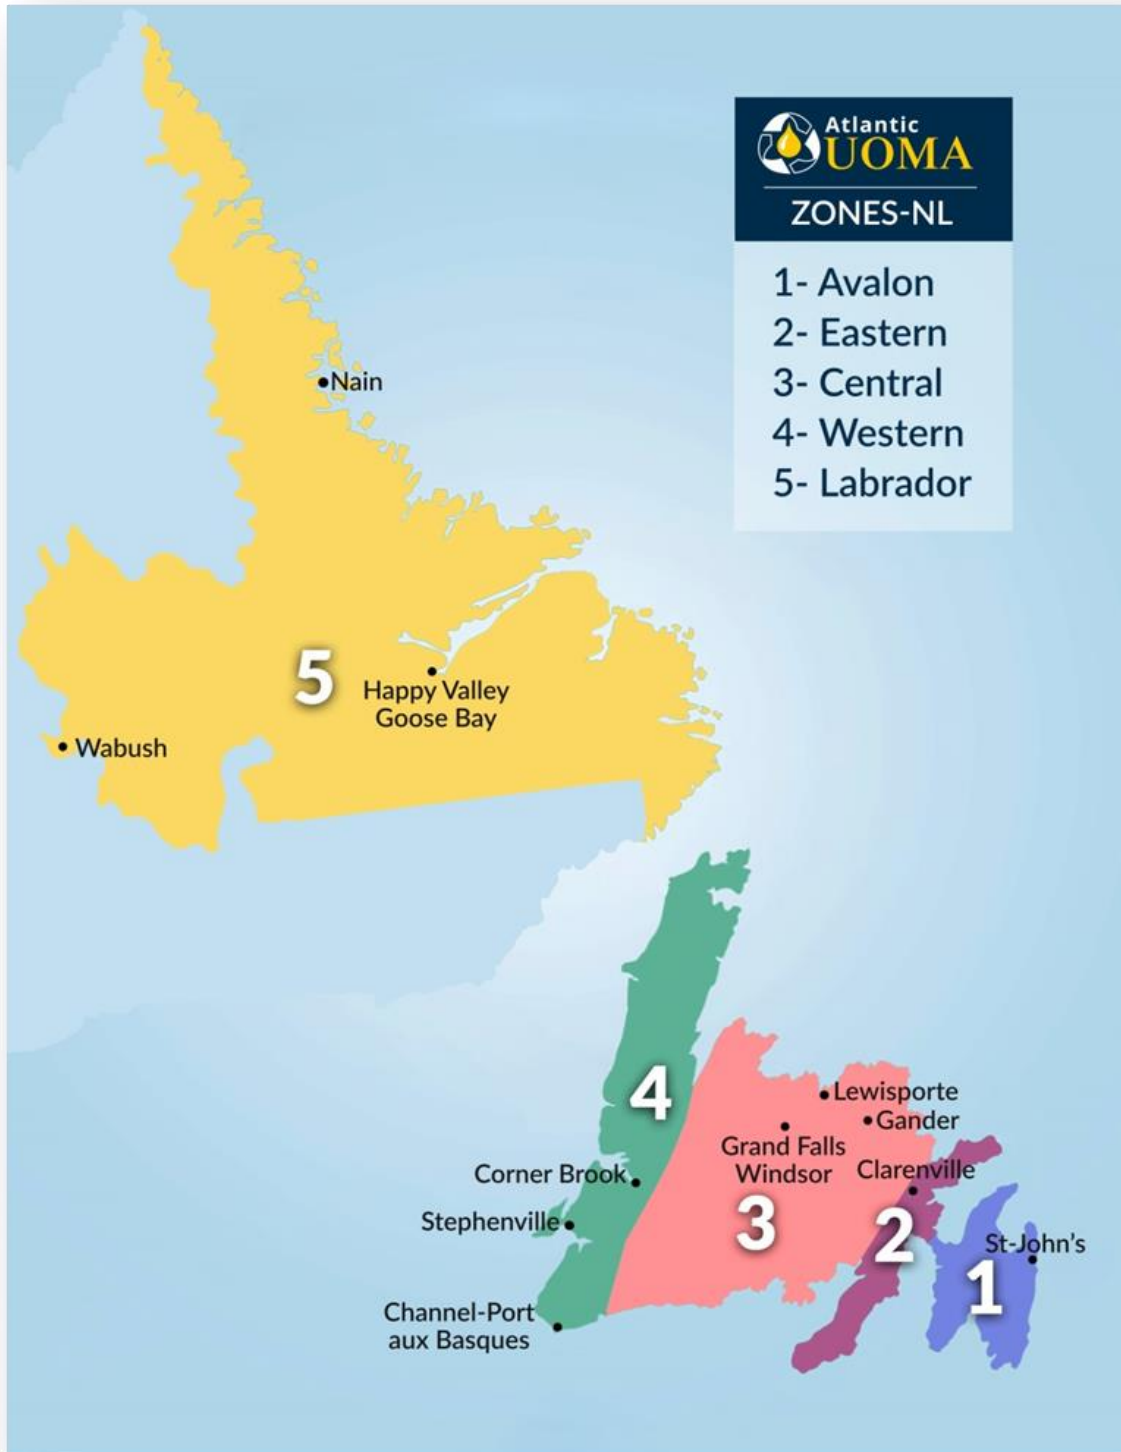 Atlantic
UOMA
ZONES-NL
1- Avalon
2- Eastern
3- Central
4- Western
5- Labrador
Nain
5
Happy Valley
Goose Bay
Wabush
4
Lewisporte
Gander
Grand Falls
Windsor
Clarenville
Corner Brook
3
2
Stephenville
St-John's
1
Channel-Port
aux Basques